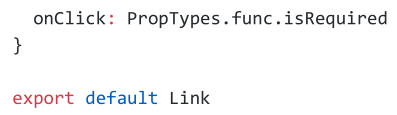 onClick: PropTypes.func.isRequired
}

export default Link